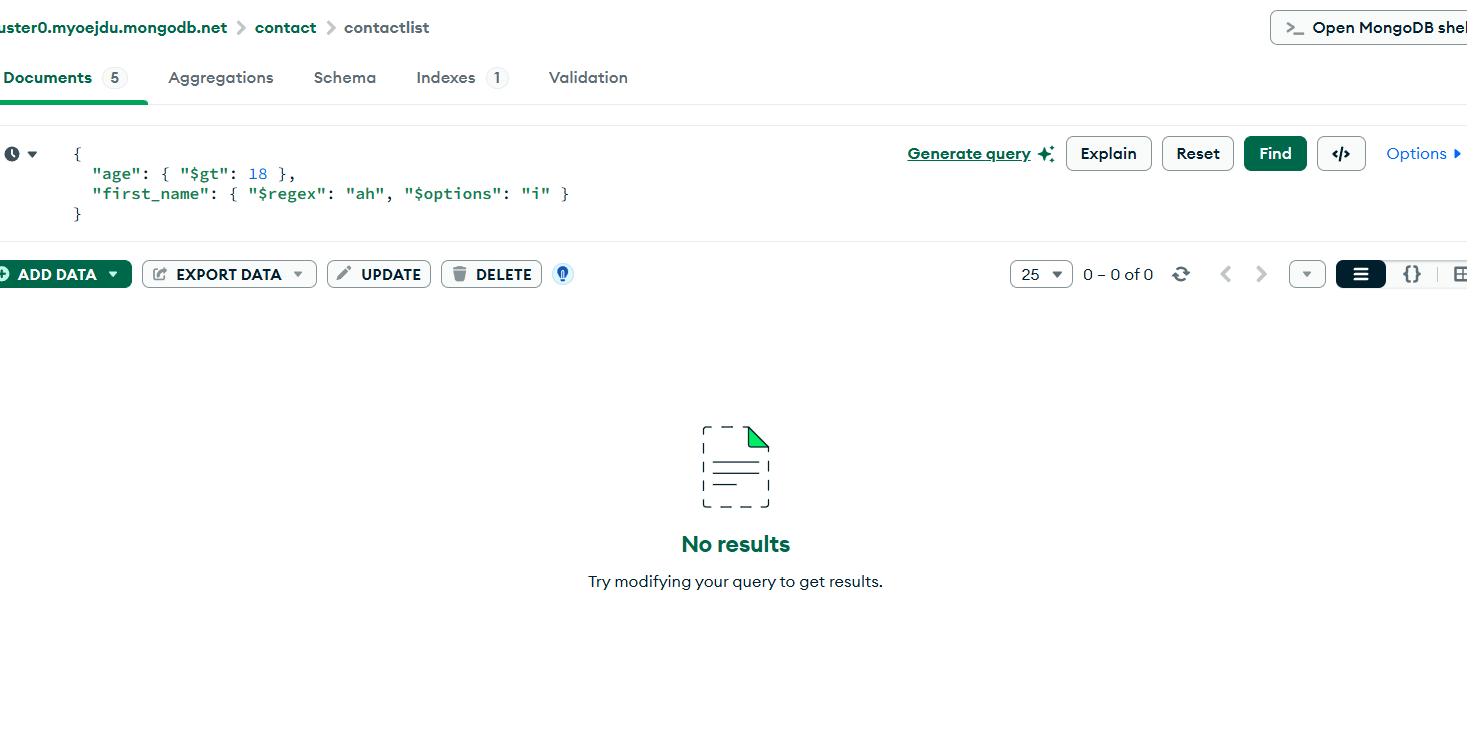 uster0.myoejdu.mongodb.net > contact > contactlist
>_ Open MongoDB shel
Documents 5 Aggregations Schema Indexes 1 Validation
{
"age": { "$gt": 18 },
"first_name": { "$regex": "ah", "$options": "i" }
}
Generate query Explain Reset Find </> Options
ADD DATA EXPORT DATA UPDATE DELETE
25 0 – 0 of 0 {}
No results
Try modifying your query to get results.